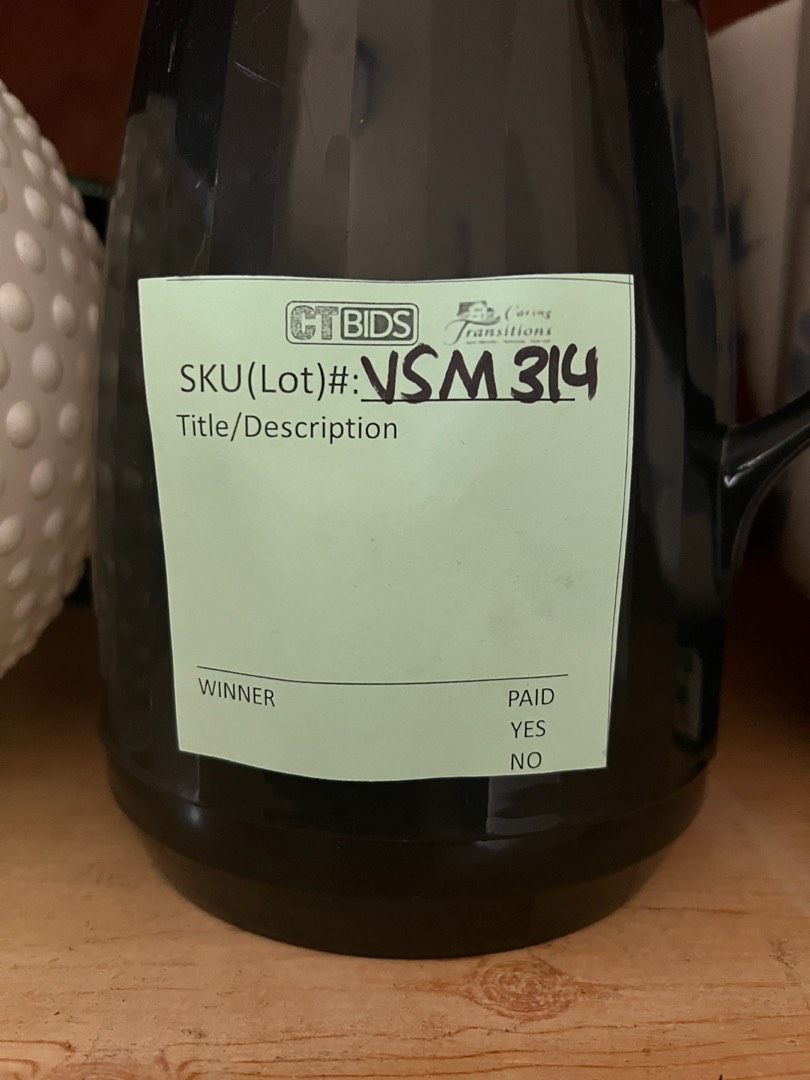 CTBIDS Caring Transitions
SKU(Lot)#: VSM 314
Title/Description
WINNER PAID
YES
NO